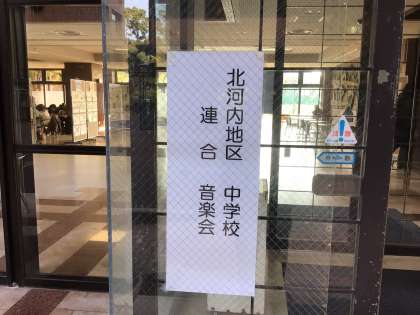 北河内地区 中学校
連合 音楽会